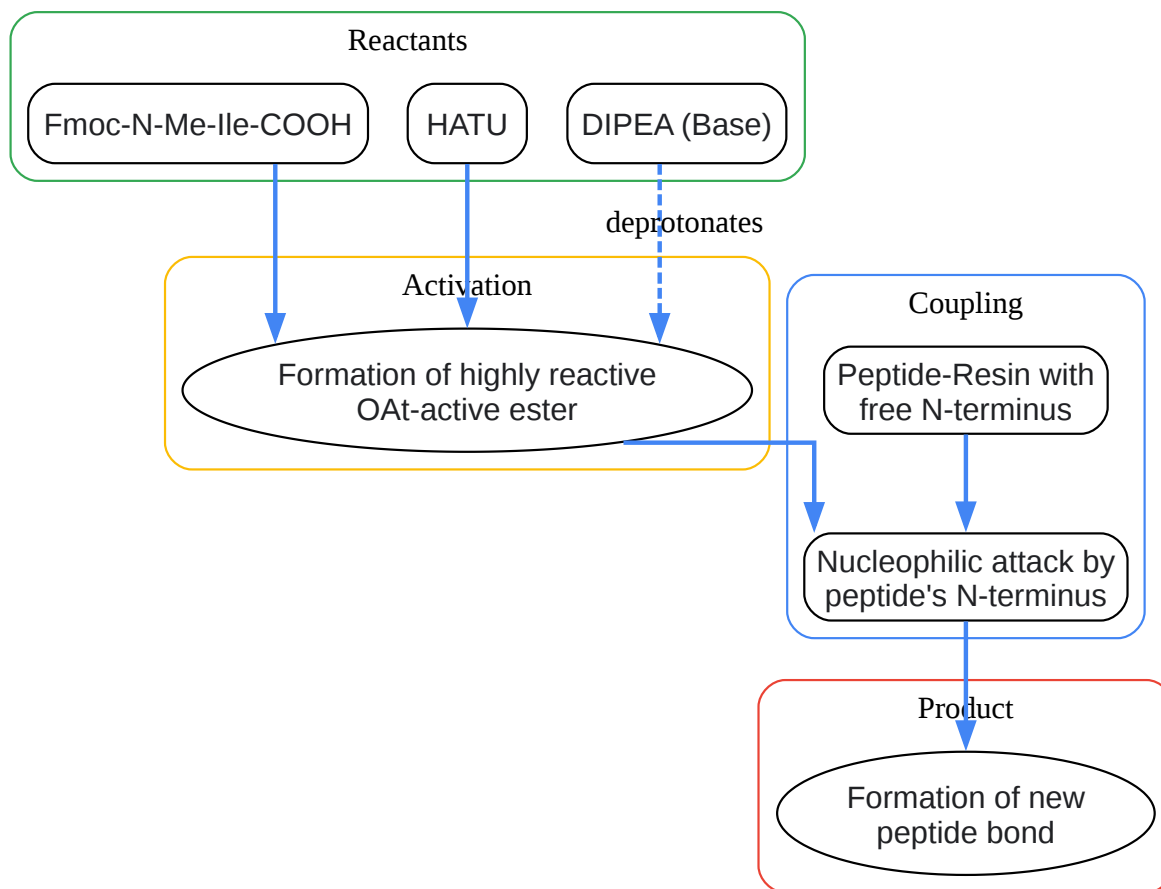 Reactants
Fmoc-N-Me-Ile-COOH
HATU
DIPEA (Base)
deprotonates
Activation
Formation of highly reactive
OAt-active ester
Coupling
Peptide-Resin with
free N-terminus
Nucleophilic attack by
peptide's N-terminus
Product
Formation of new
peptide bond